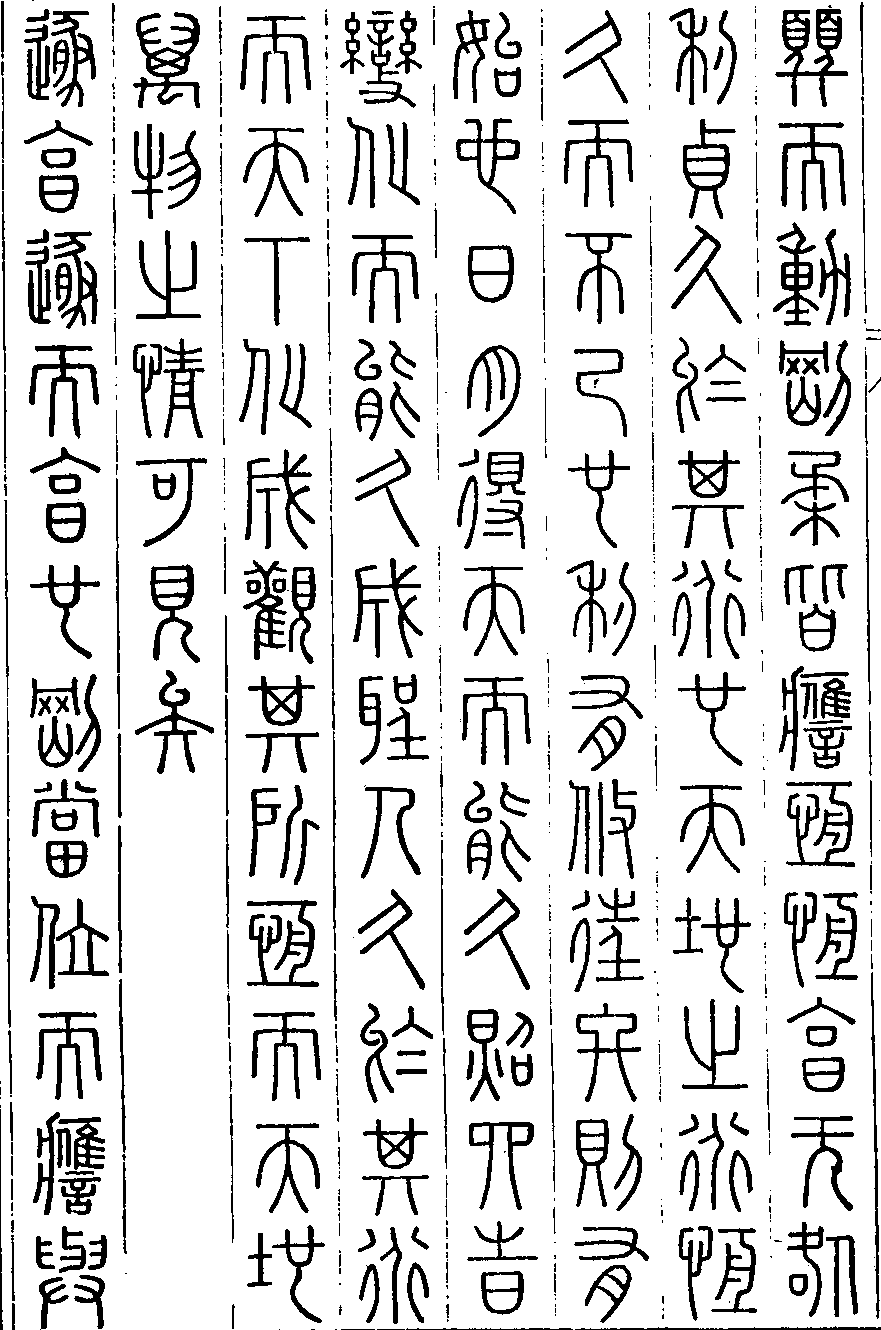 巽而動剛柔皆應恆恆亨无咎
利貞久於其道也天地之道恆
久而不已也利有攸往終則有
始也日月得天而能久照四時
變化而能久成聖人久於其道
而天下化成觀其所恆而天地
萬物之情可見矣
遯亨遯而亨也剛當位而應與